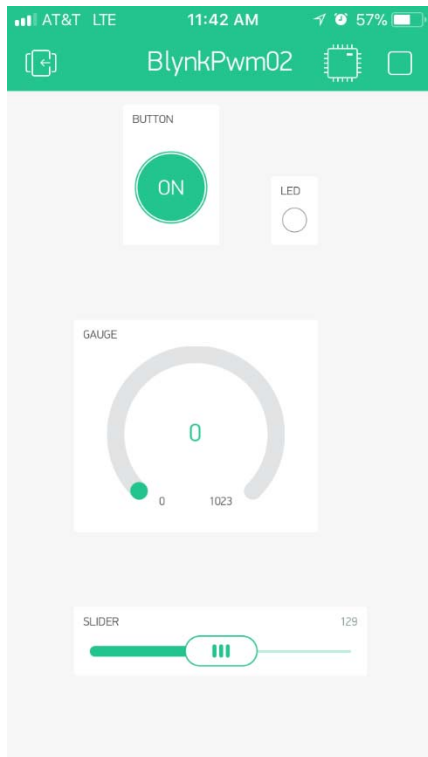 AT&T LTE 11:42 AM 57%
BlynkPwm02
BUTTON
ON
LED
GAUGE
0
0 1023
SLIDER 129